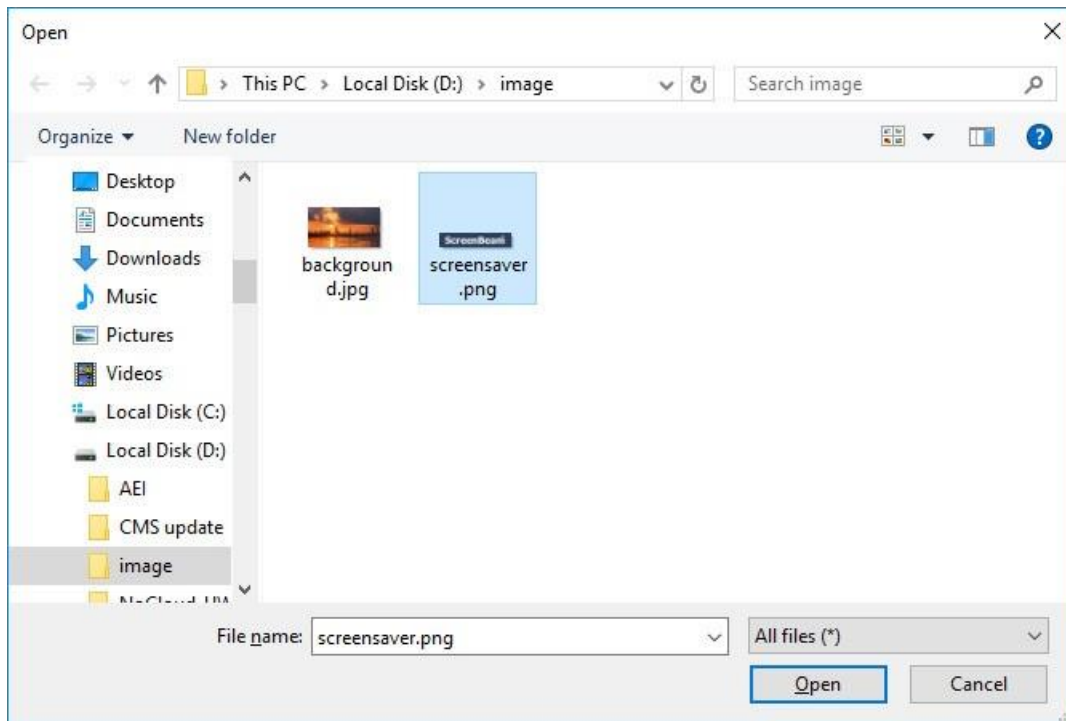 Open
This PC > Local Disk (D:) > image
Search image
Organize
New folder
Desktop
Documents
Downloads
Music
Pictures
Videos
Local Disk (C:)
Local Disk (D:)
AEI
CMS update
image
backgroun
d.jpg
ScreenBeam
screensaver
.png
File name: screensaver.png
All files (*)
Open
Cancel